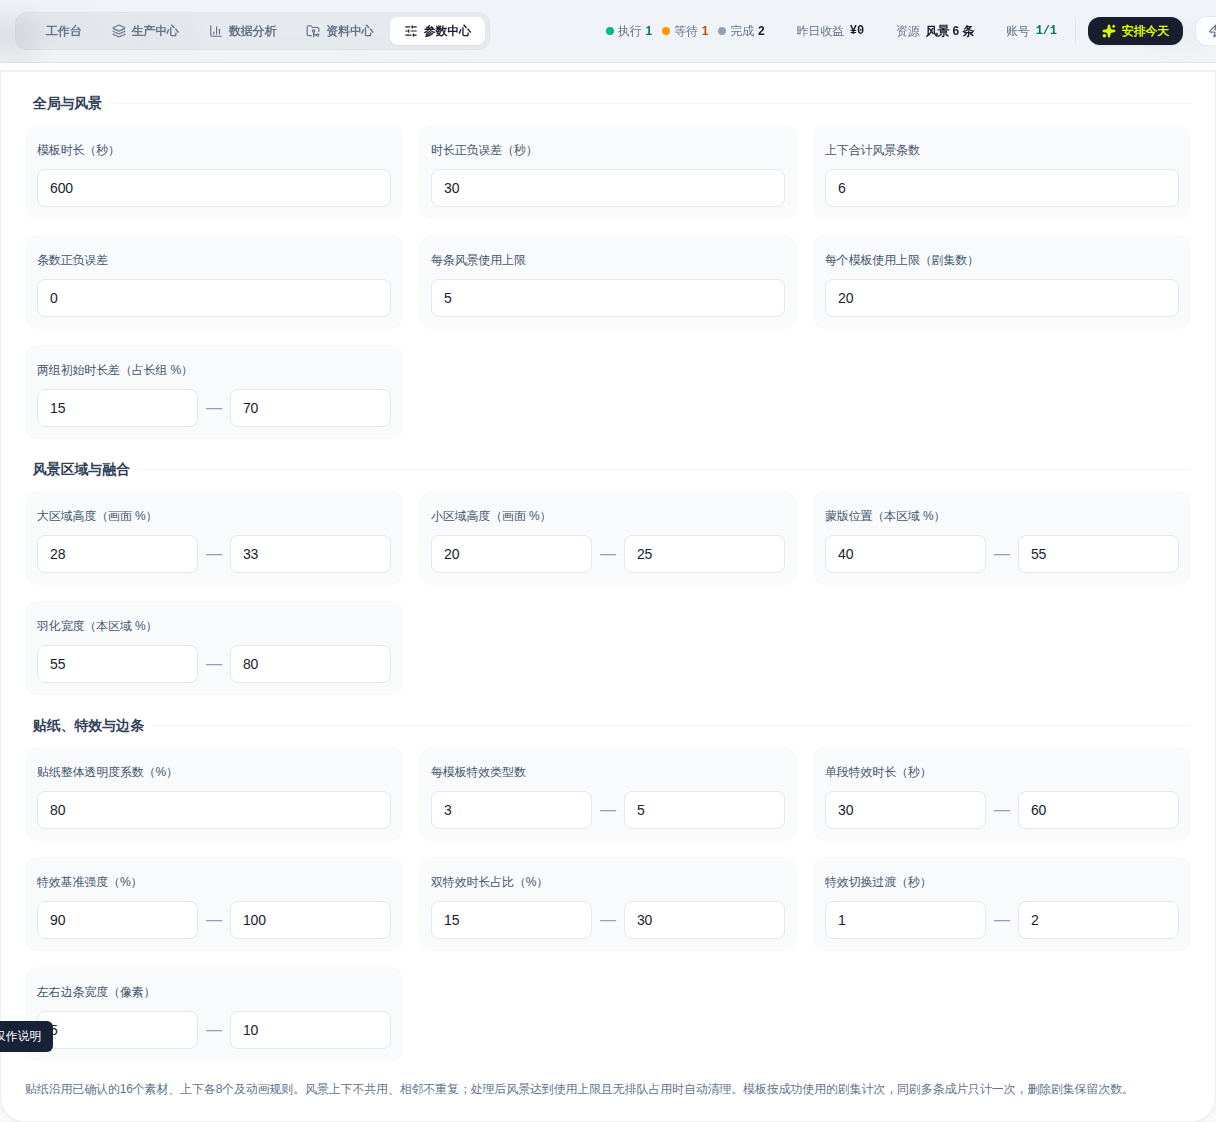 工作台 生产中心 数据分析 资料中心 参数中心 执行 1 等待 1 完成 2 昨日收益 ¥0 资源 风景 6 条 账号 1/1 安排今天
全局与风景
模板时长（秒） 时长正负误差（秒） 上下合计风景条数
600 30 6
条数正负误差 每条风景使用上限 每个模板使用上限（剧集数）
0 5 20
两组初始时长差（占长组 %）
15 — 70
风景区域与融合
大区域高度（画面 %） 小区域高度（画面 %） 蒙版位置（本区域 %）
28 — 33 20 — 25 40 — 55
羽化宽度（本区域 %）
55 — 80
贴纸、特效与边条
贴纸整体透明度系数（%） 每模板特效类型数 单段特效时长（秒）
80 3 — 5 30 — 60
特效基准强度（%） 双特效时长占比（%） 特效切换过渡（秒）
90 — 100 15 — 30 1 — 2
左右边条宽度（像素）
5 — 10
仅作说明
贴纸沿用已确认的16个素材、上下各8个及动画规则。风景上下不共用、相邻不重复；处理后风景达到使用上限且无排队占用时自动清理。模板按成功使用的剧集计次，同剧多条成片只计一次，删除剧集保留次数。